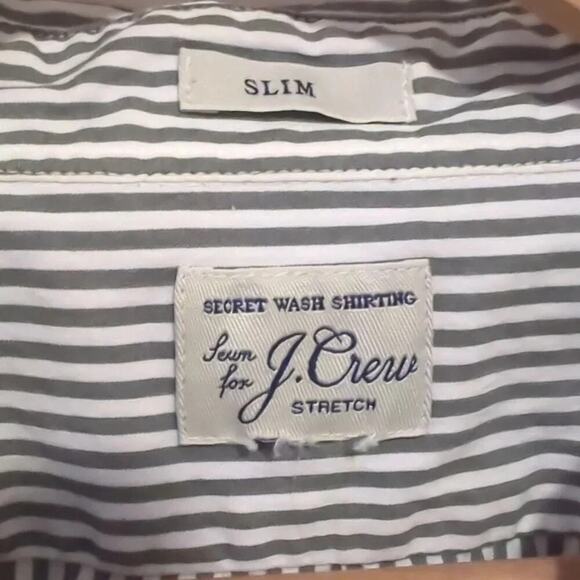 SLIM
SECRET WASH SHIRTING
Sewn
for J.Crew
STRETCH